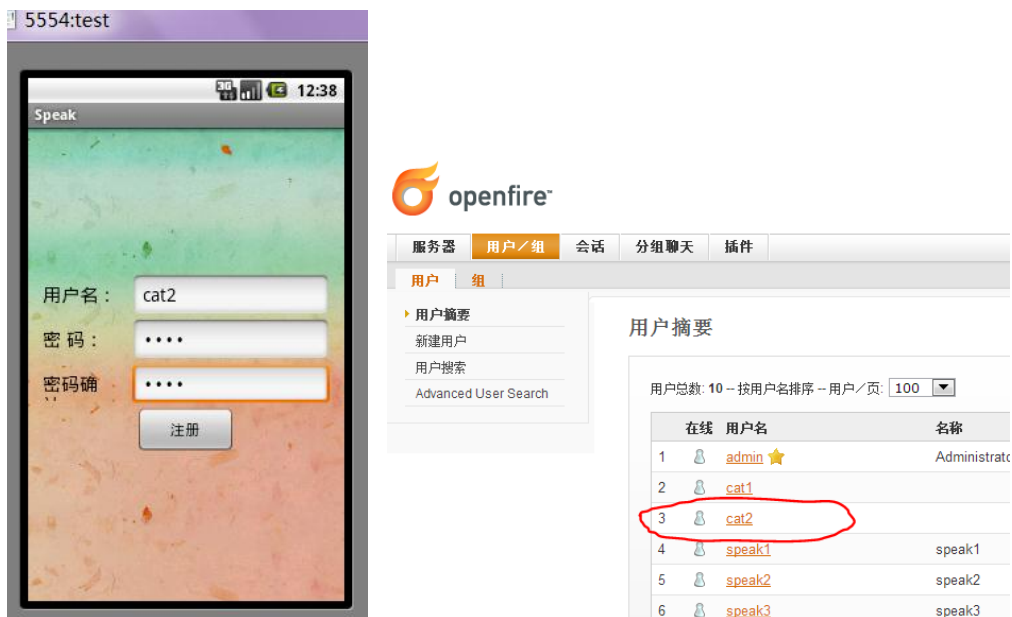 5554:test
3G
12:38
Speak
用户名：
cat2
密 码：
••••
密码确
••••
注册
openfire™
服务器 用户／组 会话 分组聊天 插件
用户 组
用户摘要
新建用户
用户搜索
Advanced User Search
用户摘要
用户总数: 10 -- 按用户名排序 -- 用户／页: 100
在线 用户名 名称
1 admin Administrato
2 cat1
3 cat2
4 speak1 speak1
5 speak2 speak2
6 speak3 speak3